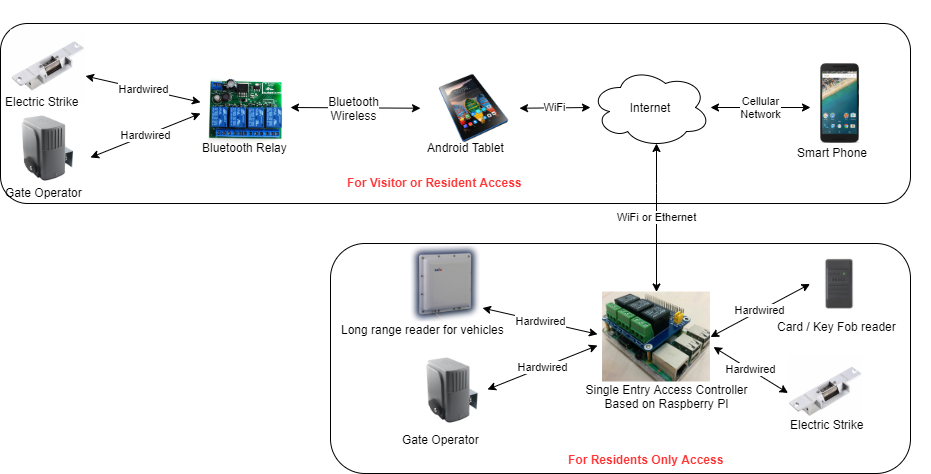 Electric Strike
Hardwired
Hardwired
Gate Operator
Bluetooth Relay
Bluetooth
Wireless
Android Tablet
WiFi
Internet
Cellular
Network
Smart Phone
For Visitor or Resident Access
WiFi or Ethernet
Long range reader for vehicles
Hardwired
Hardwired
Gate Operator
Single Entry Access Controller
Based on Raspberry PI
Hardwired
Card / Key Fob reader
Hardwired
Electric Strike
For Residents Only Access